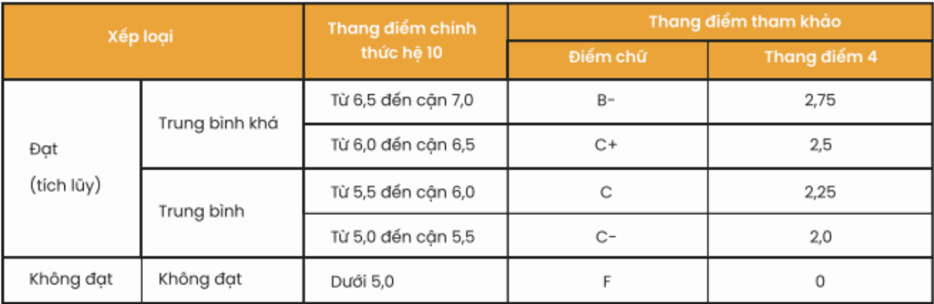 Xếp loại
Thang điểm chính
thức hệ 10
Thang điểm tham khảo
Điểm chữ
Thang điểm 4
Đạt
(tích lũy)
Trung bình khá
Từ 6,5 đến cận 7,0
B-
2,75
Từ 6,0 đến cận 6,5
C+
2,5
Trung bình
Từ 5,5 đến cận 6,0
C
2,25
Từ 5,0 đến cận 5,5
C-
2,0
Không đạt
Không đạt
Dưới 5,0
F
0